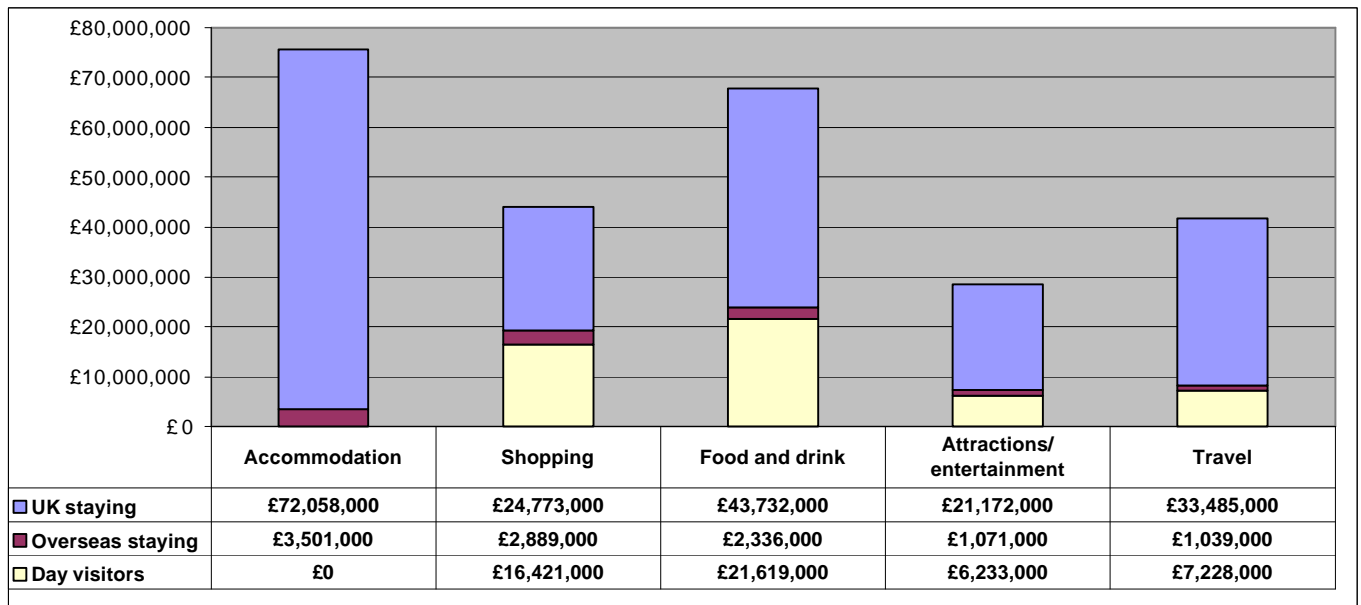 £80,000,000
£70,000,000
£60,000,000
£50,000,000
£40,000,000
£30,000,000
£20,000,000
£10,000,000
£0
Accommodation Shopping Food and drink Attractions/ entertainment Travel
UK staying £72,058,000 £24,773,000 £43,732,000 £21,172,000 £33,485,000
Overseas staying £3,501,000 £2,889,000 £2,336,000 £1,071,000 £1,039,000
Day visitors £0 £16,421,000 £21,619,000 £6,233,000 £7,228,000